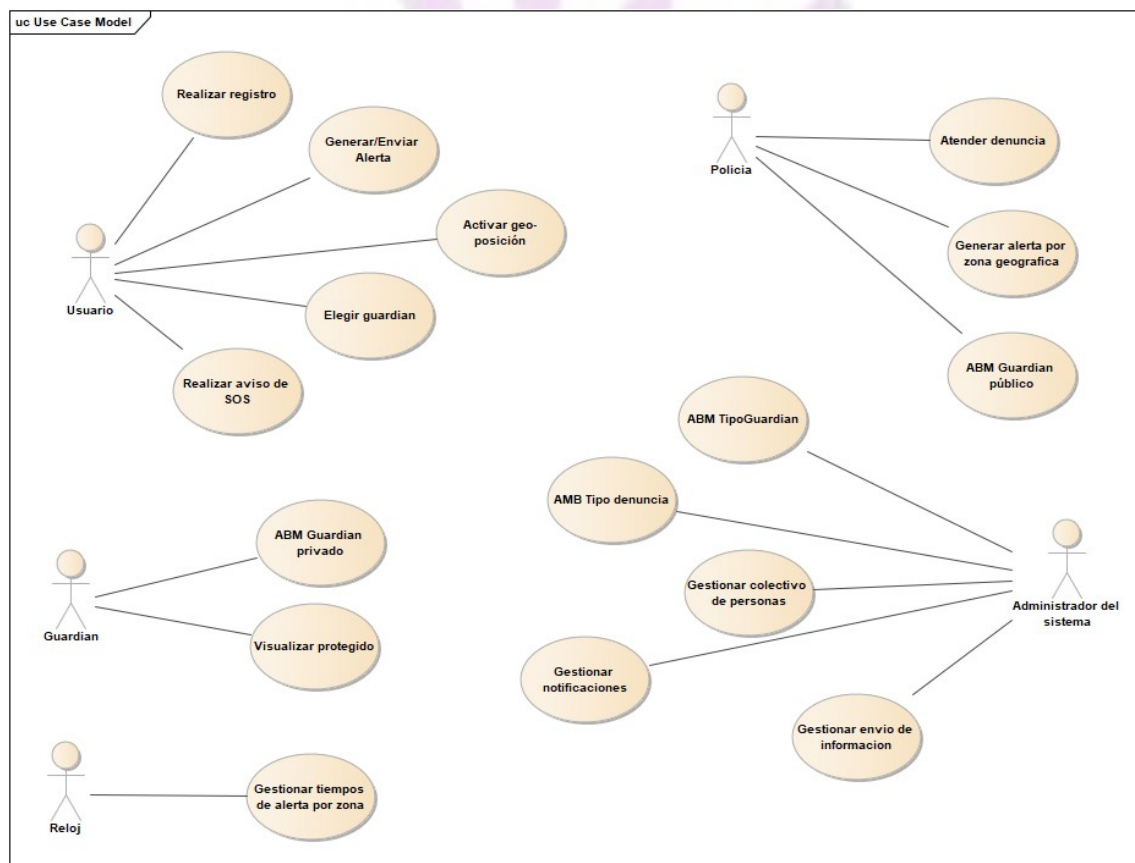 uc Use Case Model
Realizar registro
Generar/Enviar
Alerta
Activar geo-
posición
Usuario
Elegir guardian
Realizar aviso de
SOS
Policia
Atender denuncia
Generar alerta por
zona geografica
ABM Guardian
público
ABM TipoGuardian
AMB Tipo denuncia
Gestionar colectivo
de personas
Administrador del
sistema
Gestionar
notificaciones
Gestionar envio de
informacion
ABM Guardian
privado
Guardian
Visualizar protegido
Reloj
Gestionar tiempos
de alerta por zona